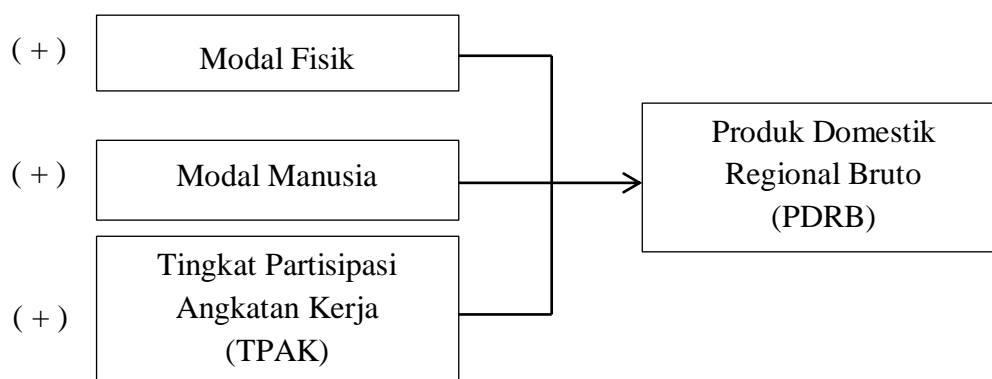 ( + )
Modal Fisik
( + )
Modal Manusia
( + )
Tingkat Partisipasi
Angkatan Kerja
(TPAK)
Produk Domestik
Regional Bruto
(PDRB)